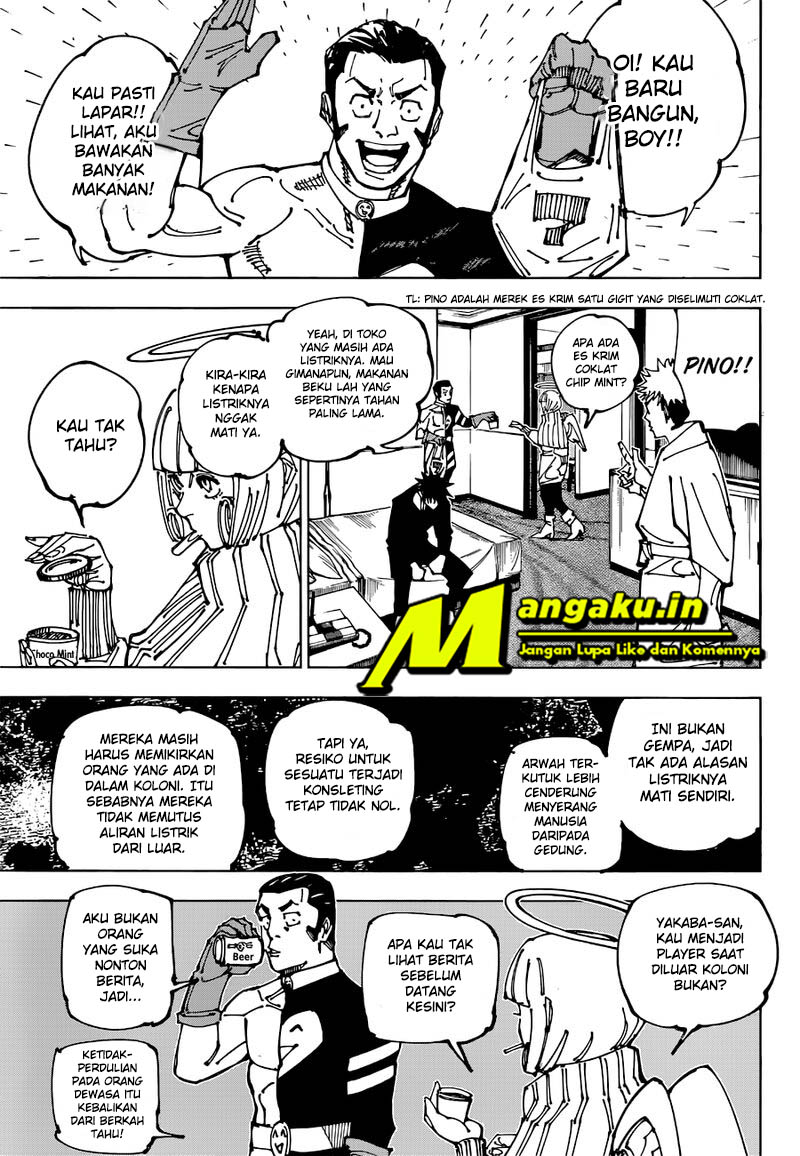 OI! KAU
BARU
BANGUN,
BOY!!
KAU PASTI
LAPAR!!
LIHAT, AKU
BAWAKAN
BANYAK
MAKANAN!
7
TL: PINO ADALAH MEREK ES KRIM SATU GIGIT YANG DISELIMUTI COKLAT.
PINO!!
APA ADA
ES KRIM
COKLAT
CHIP MINT?
YEAH, DI TOKO
YANG MASIH ADA
LISTRIKNYA. MAU
GIMANAPUN, MAKANAN
BEKU LAH YANG
SEPERTINYA TAHAN
PALING LAMA.
KIRA-KIRA
KENAPA
LISTRIKNYA
NGGAK
MATI YA.
KAU TAK
TAHU?
Choco Mint
Mangaku.in
Jangan Lupa Like dan Komennya
INI BUKAN
GEMPA, JADI
TAK ADA ALASAN
LISTRIKNYA
MATI SENDIRI.
ARWAH TER-
KUTUK LEBIH
CENDERUNG
MENYERANG
MANUSIA
DARIPADA
GEDUNG.
TAPI YA,
RESIKO UNTUK
SESUATU TERJADI
KONSLETING
TETAP TIDAK NOL.
MEREKA MASIH
HARUS MEMIKIRKAN
ORANG YANG ADA DI
DALAM KOLONI. ITU
SEBABNYA MEREKA
TIDAK MEMUTUS
ALIRAN LISTRIK
DARI LUAR.
YAKABA-SAN,
KAU MENJADI
PLAYER SAAT
DILUAR KOLONI
BUKAN?
APA KAU TAK
LIHAT BERITA
SEBELUM
DATANG
KESINI?
Beer
AKU BUKAN
ORANG
YANG SUKA
NONTON
BERITA,
JADI...
KETIDAK-
PERDULIAN
PADA ORANG
DEWASA ITU
KEBALIKAN
DARI BERKAH
TAHU!